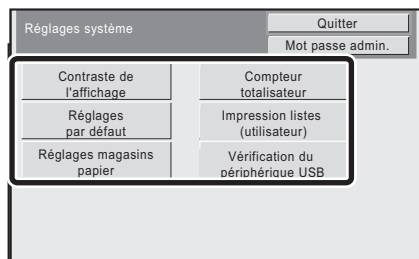 Réglages système
Quitter
Mot passe admin.
Contraste de
l'affichage
Compteur
totalisateur
Réglages
par défaut
Impression listes
(utilisateur)
Réglages magasins
papier
Vérification du
périphérique USB